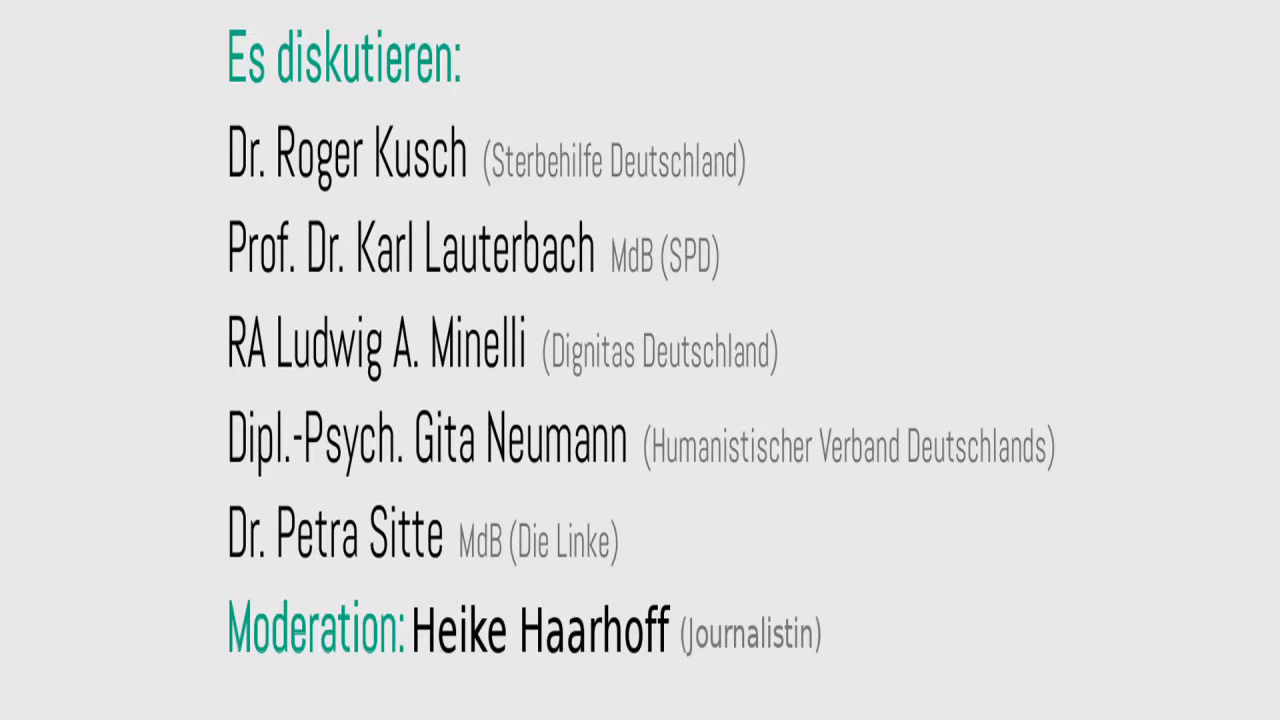 Es diskutieren:
Dr. Roger Kusch (Sterbehilfe Deutschland)
Prof. Dr. Karl Lauterbach MdB (SPD)
RA Ludwig A. Minelli (Dignitas Deutschland)
Dipl.-Psych. Gita Neumann (Humanistischer Verband Deutschlands)
Dr. Petra Sitte MdB (Die Linke)
Moderation: Heike Haarhoff (Journalistin)